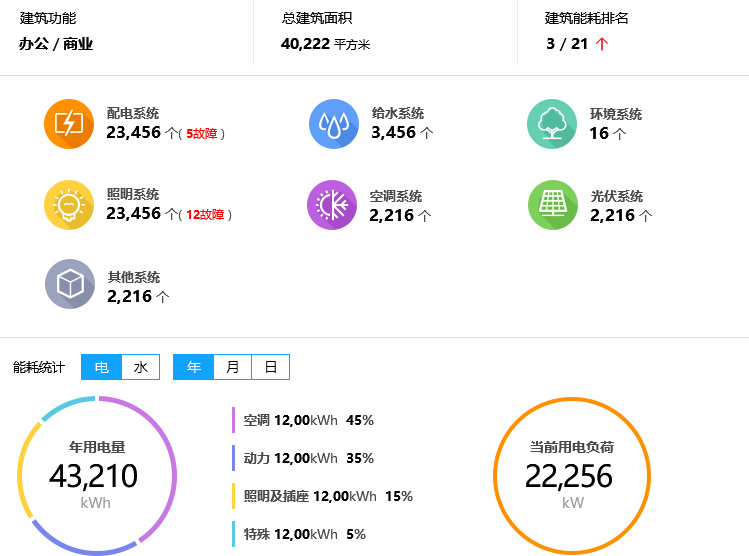 建筑功能
办公 / 商业
总建筑面积
40,222 平方米
建筑能耗排名
3 / 21
配电系统
23,456 个( 5故障 )
给水系统
3,456 个
环境系统
16 个
照明系统
23,456 个( 12故障 )
空调系统
2,216 个
光伏系统
2,216 个
其他系统
2,216 个
能耗统计 电 水 年 月 日
年用电量
43,210
kWh
空调 12,00kWh 45%
动力 12,00kWh 35%
照明及插座 12,00kWh 15%
特殊 12,00kWh 5%
当前用电负荷
22,256
kW